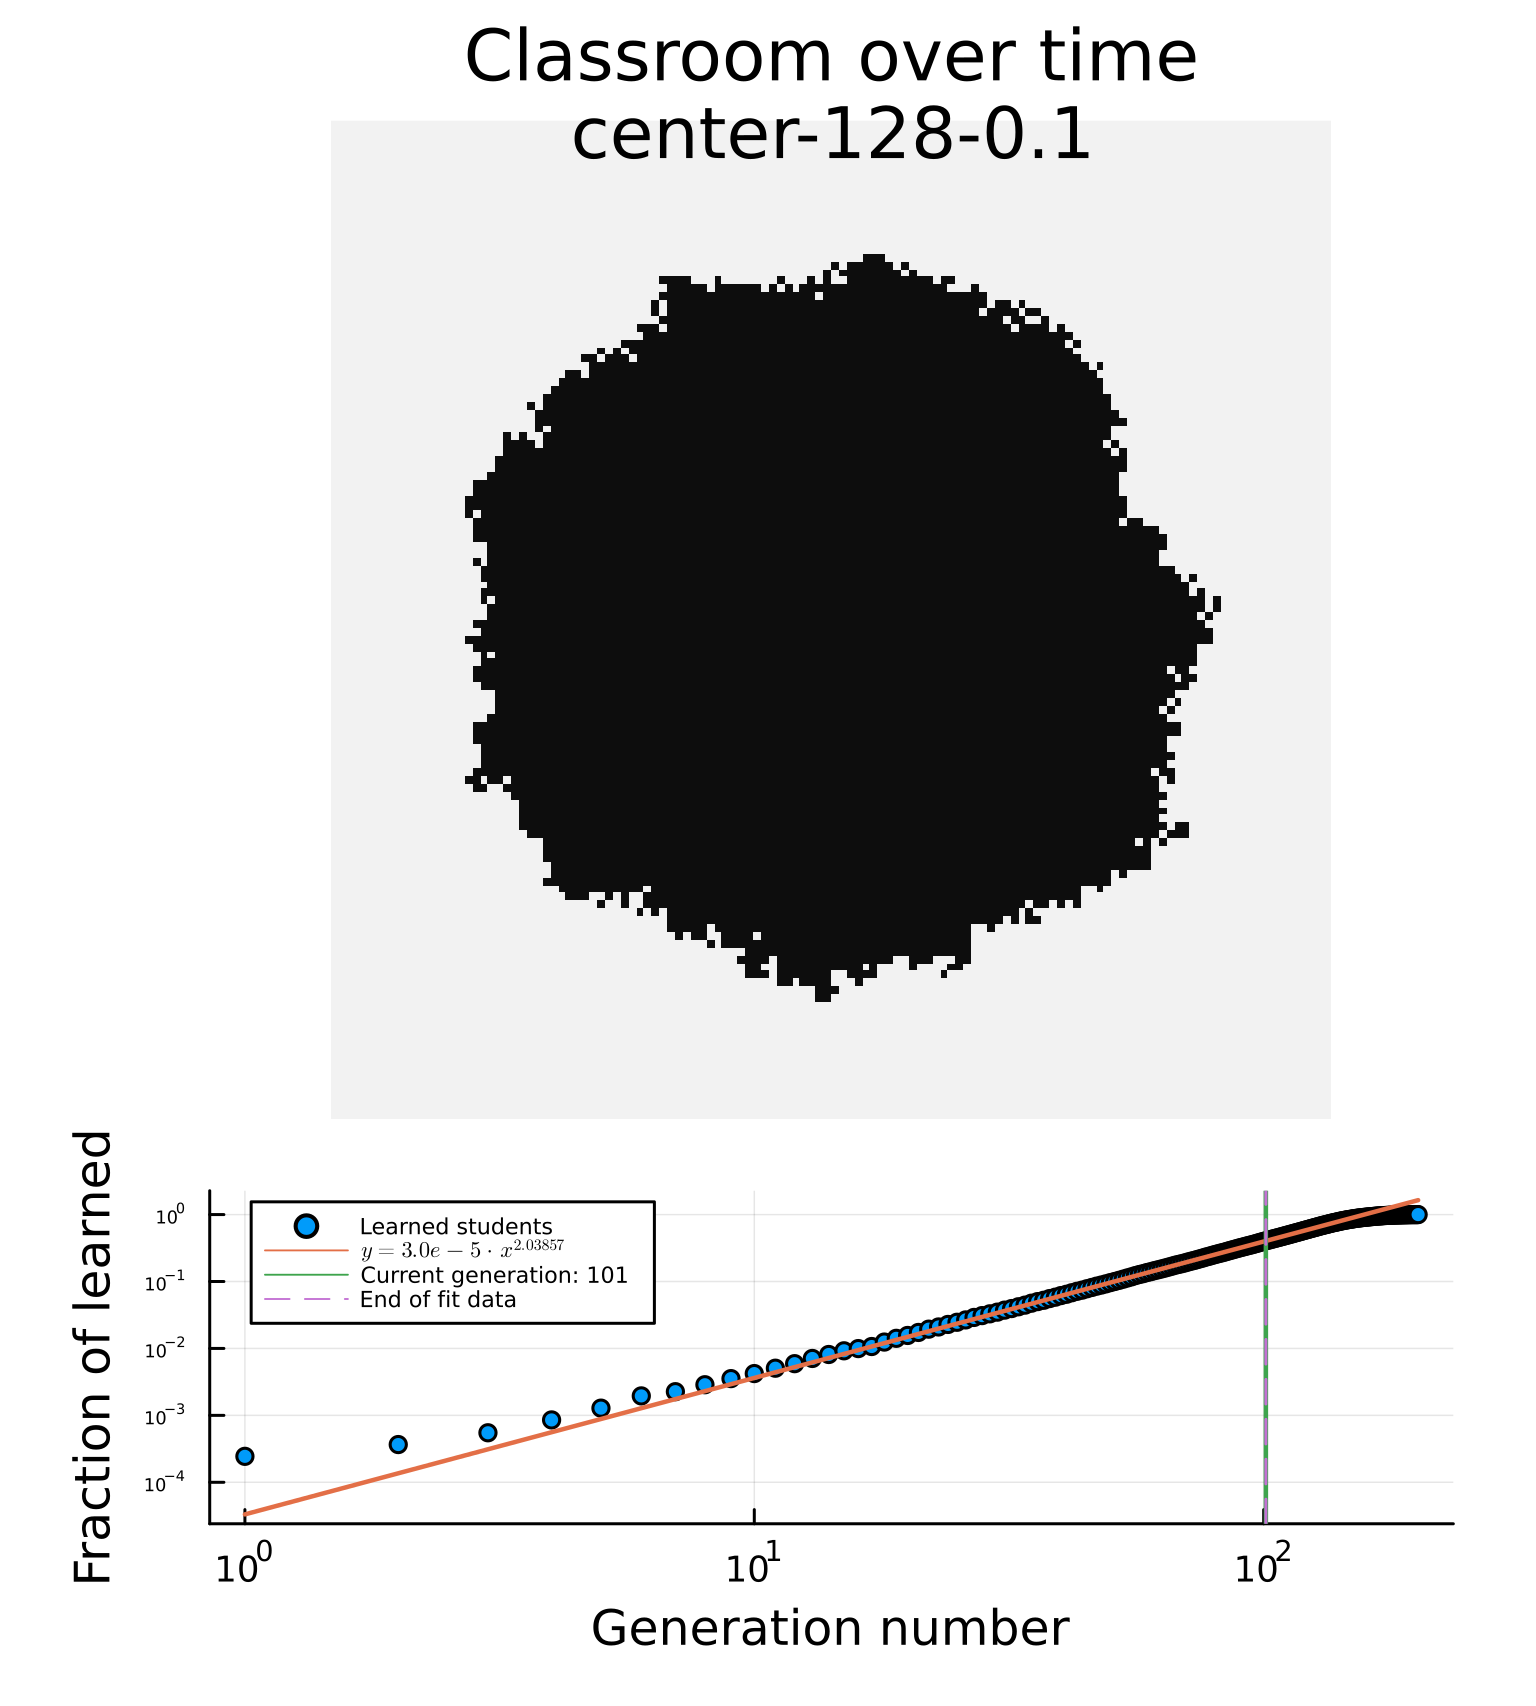 Classroom over time
center-128-0.1
Fraction of learned
10⁰
10⁻¹
10⁻²
10⁻³
10⁻⁴
Learned students
y = 3.0e − 5 · x^2.03857
Current generation: 101
End of fit data
10⁰ 10¹ 10²
Generation number